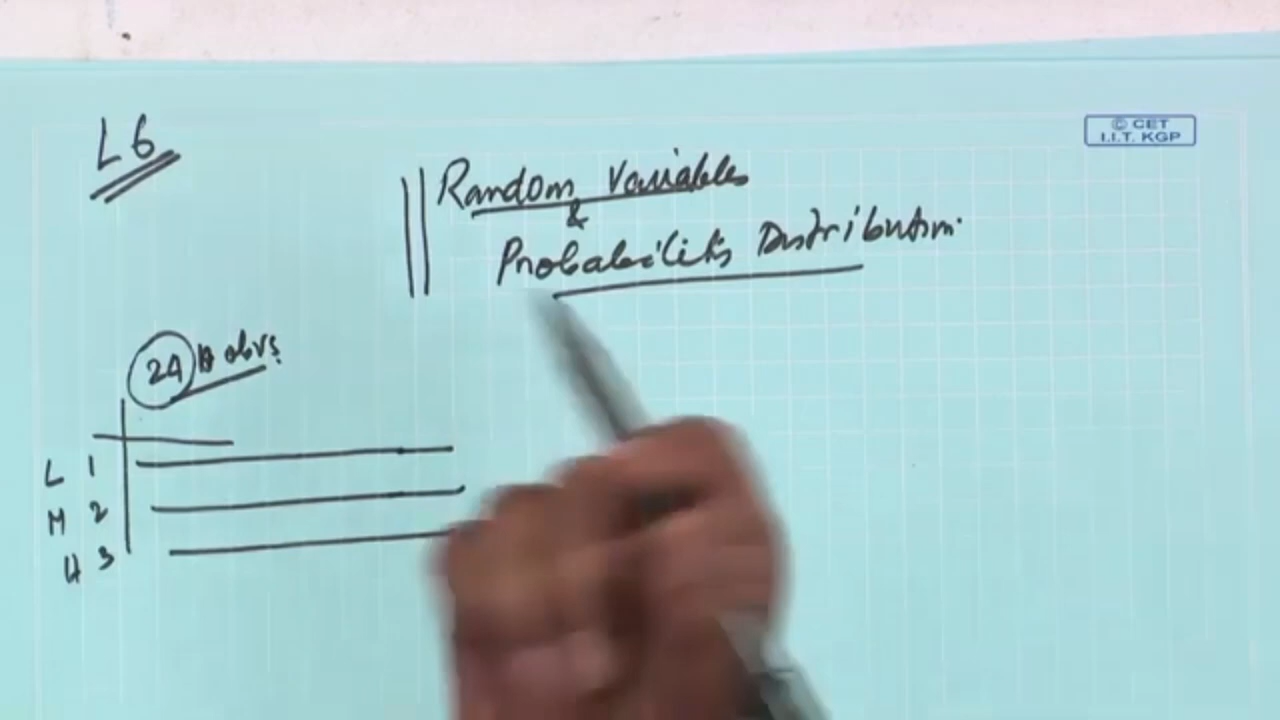 L6
© CET
I.I.T. KGP
Random Variables
&
Probability Distribution.
24 obvs.
L 1
M 2
H 3